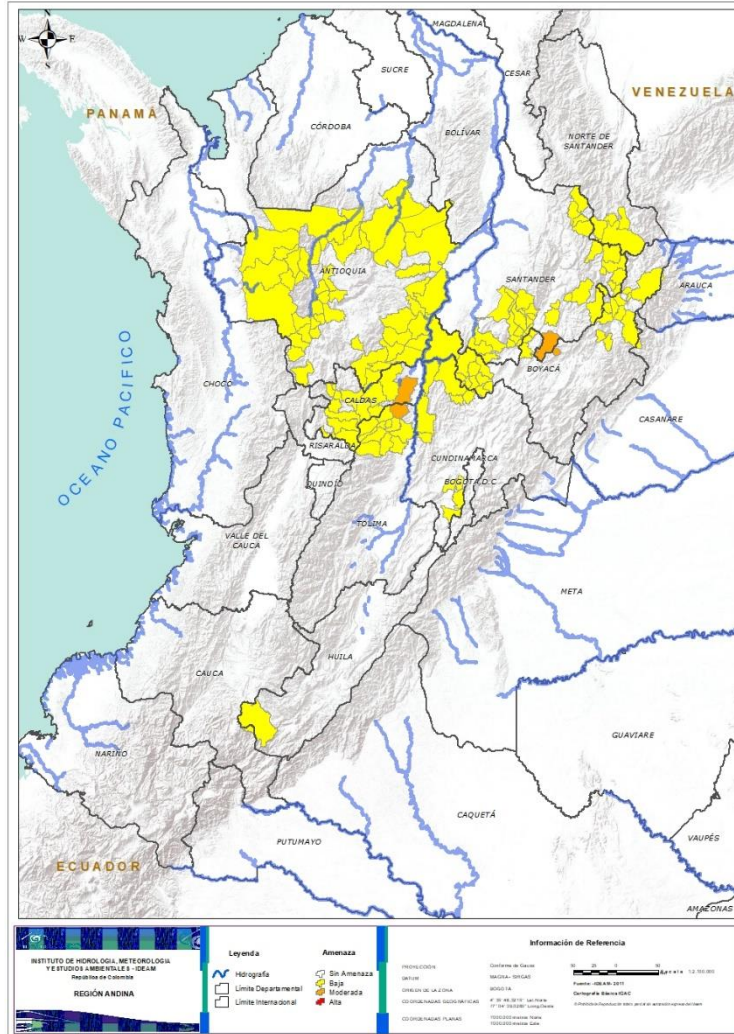 N
W E
S
MAGDALENA
SUCRE
CESAR
VENEZUELA
PANAMÁ
CÓRDOBA
BOLÍVAR
NORTE DE
SANTANDER
ANTIOQUIA
SANTANDER
ARAUCA
CHOCÓ
BOYACÁ
CALDAS
CASANARE
OCEANO PACIFICO
RISARALDA
CUNDINAMARCA
QUINDÍO
BOGOTÁ D.C.
TOLIMA
VALLE DEL
CAUCA
META
HUILA
CAUCA
GUAVIARE
NARIÑO
CAQUETÁ
VAUPÉS
PUTUMAYO
ECUADOR
AMAZONAS
INSTITUTO DE HIDROLOGIA, METEOROLOGIA
Y ESTUDIOS AMBIENTALES - IDEAM
República de Colombia
REGIÓN ANDINA
Leyenda
Hidrografía
Límite Departamental
Límite Internacional
Amenaza
Sin Amenaza
Baja
Moderada
Alta
Información de Referencia
PROYECCIÓN
Conforme de Gauss
DATUM
MAGNA - SIRGAS
ORIGEN DE LA ZONA
BOGOTÁ
COORDENADAS GEOGRÁFICAS
COORDENADAS PLANAS
Fuente: IDEAM- 2011
Cartografía Básica IGAC